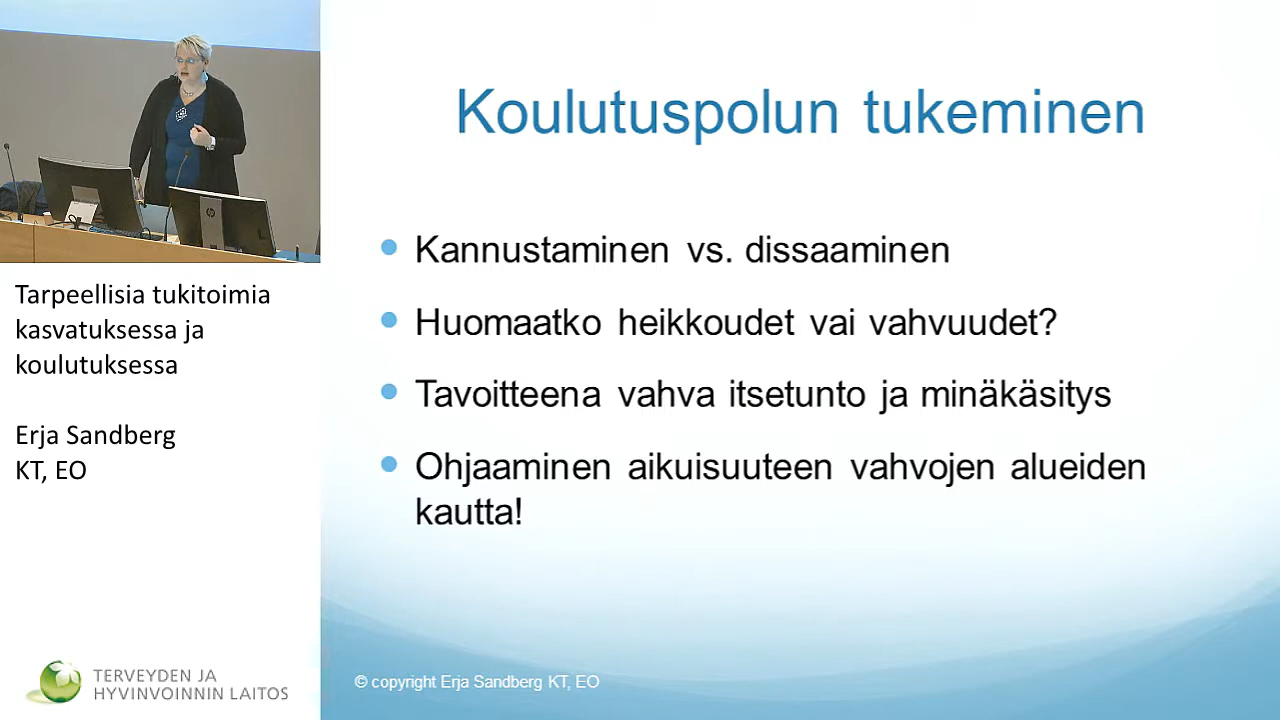 Koulutuspolun tukeminen
Kannustaminen vs. dissaaminen
Huomaatko heikkoudet vai vahvuudet?
Tavoitteena vahva itsetunto ja minäkäsitys
Ohjaaminen aikuisuuteen vahvojen alueiden
kautta!
Tarpeellisia tukitoimia
kasvatuksessa ja
koulutuksessa
Erja Sandberg
KT, EO
TERVEYDEN JA
HYVINVOINNIN LAITOS
© copyright Erja Sandberg KT, EO
hp